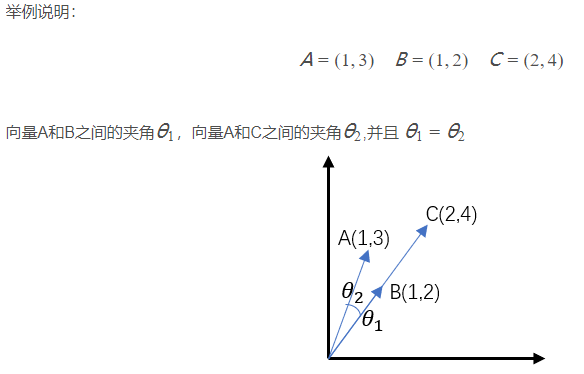 举例说明：
A = (1, 3) B = (1, 2) C = (2, 4)
向量A和B之间的夹角θ₁，向量A和C之间的夹角θ₂,并且 θ₁ = θ₂
C(2,4)
A(1,3)
θ₂
B(1,2)
θ₁